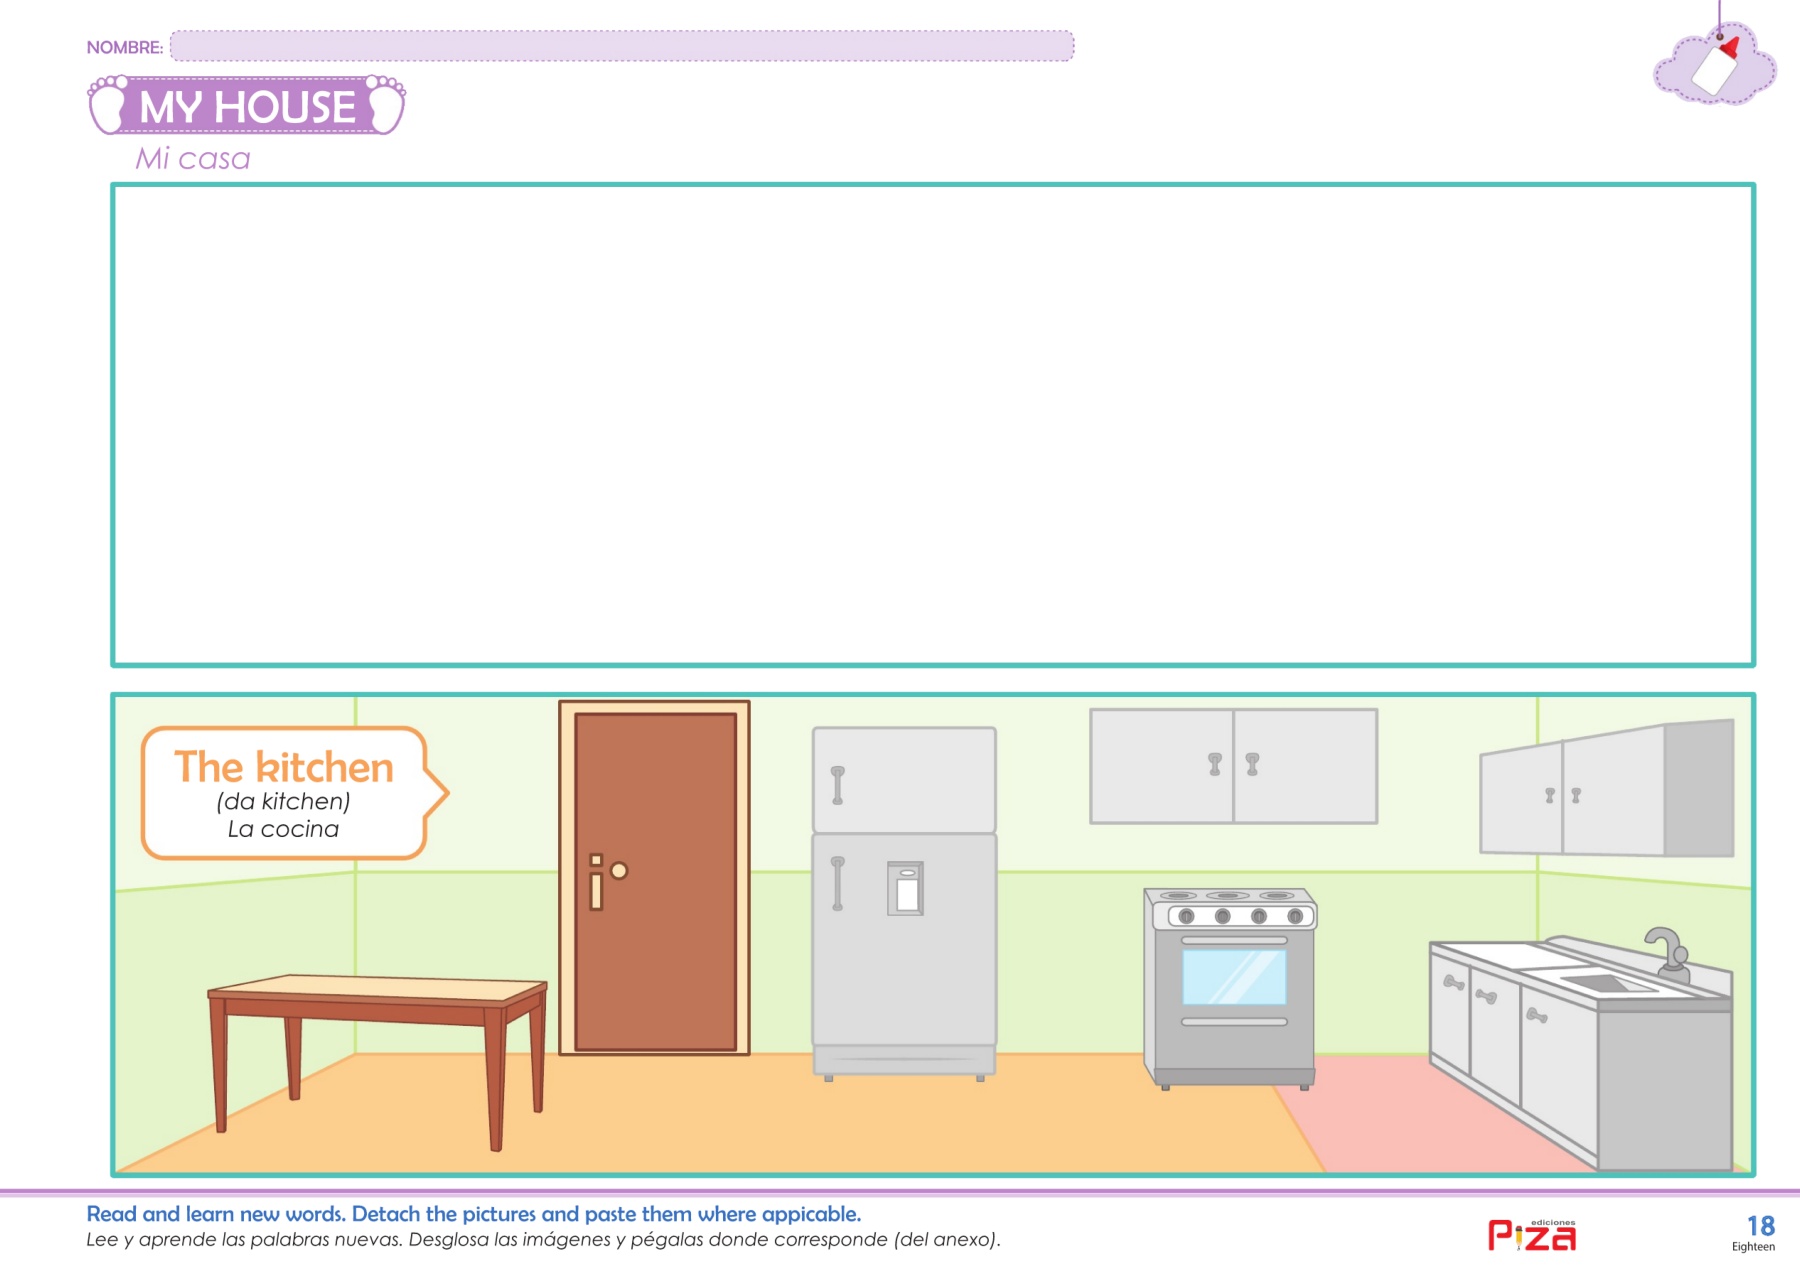 NOMBRE:
MY HOUSE
Mi casa
The kitchen
(da kitchen)
La cocina
Read and learn new words. Detach the pictures and paste them where appicable.
Lee y aprende las palabras nuevas. Desglosa las imágenes y pégalas donde corresponde (del anexo).
ediciones
Piza
18
Eighteen